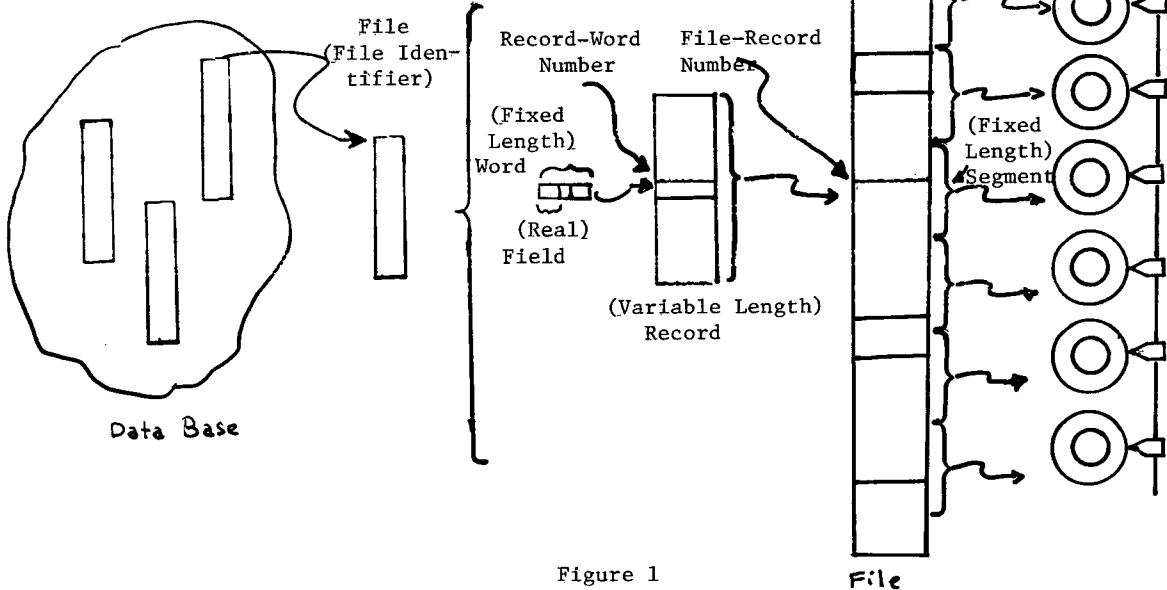 File
(File Iden-
tifier)
Record-Word
Number
File-Record
Number
(Fixed
Length)
Word
(Real)
Field
(Variable Length)
Record
(Fixed
Length)
Segment
Data Base
Figure 1
File